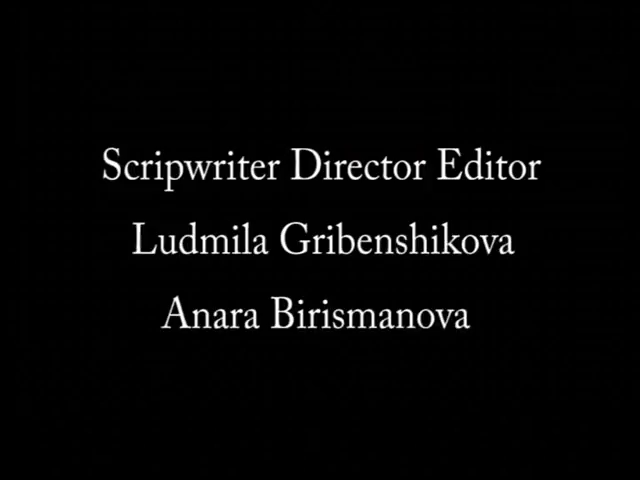 Scripwriter Director Editor
Ludmila Gribenshikova
Anara Birismanova